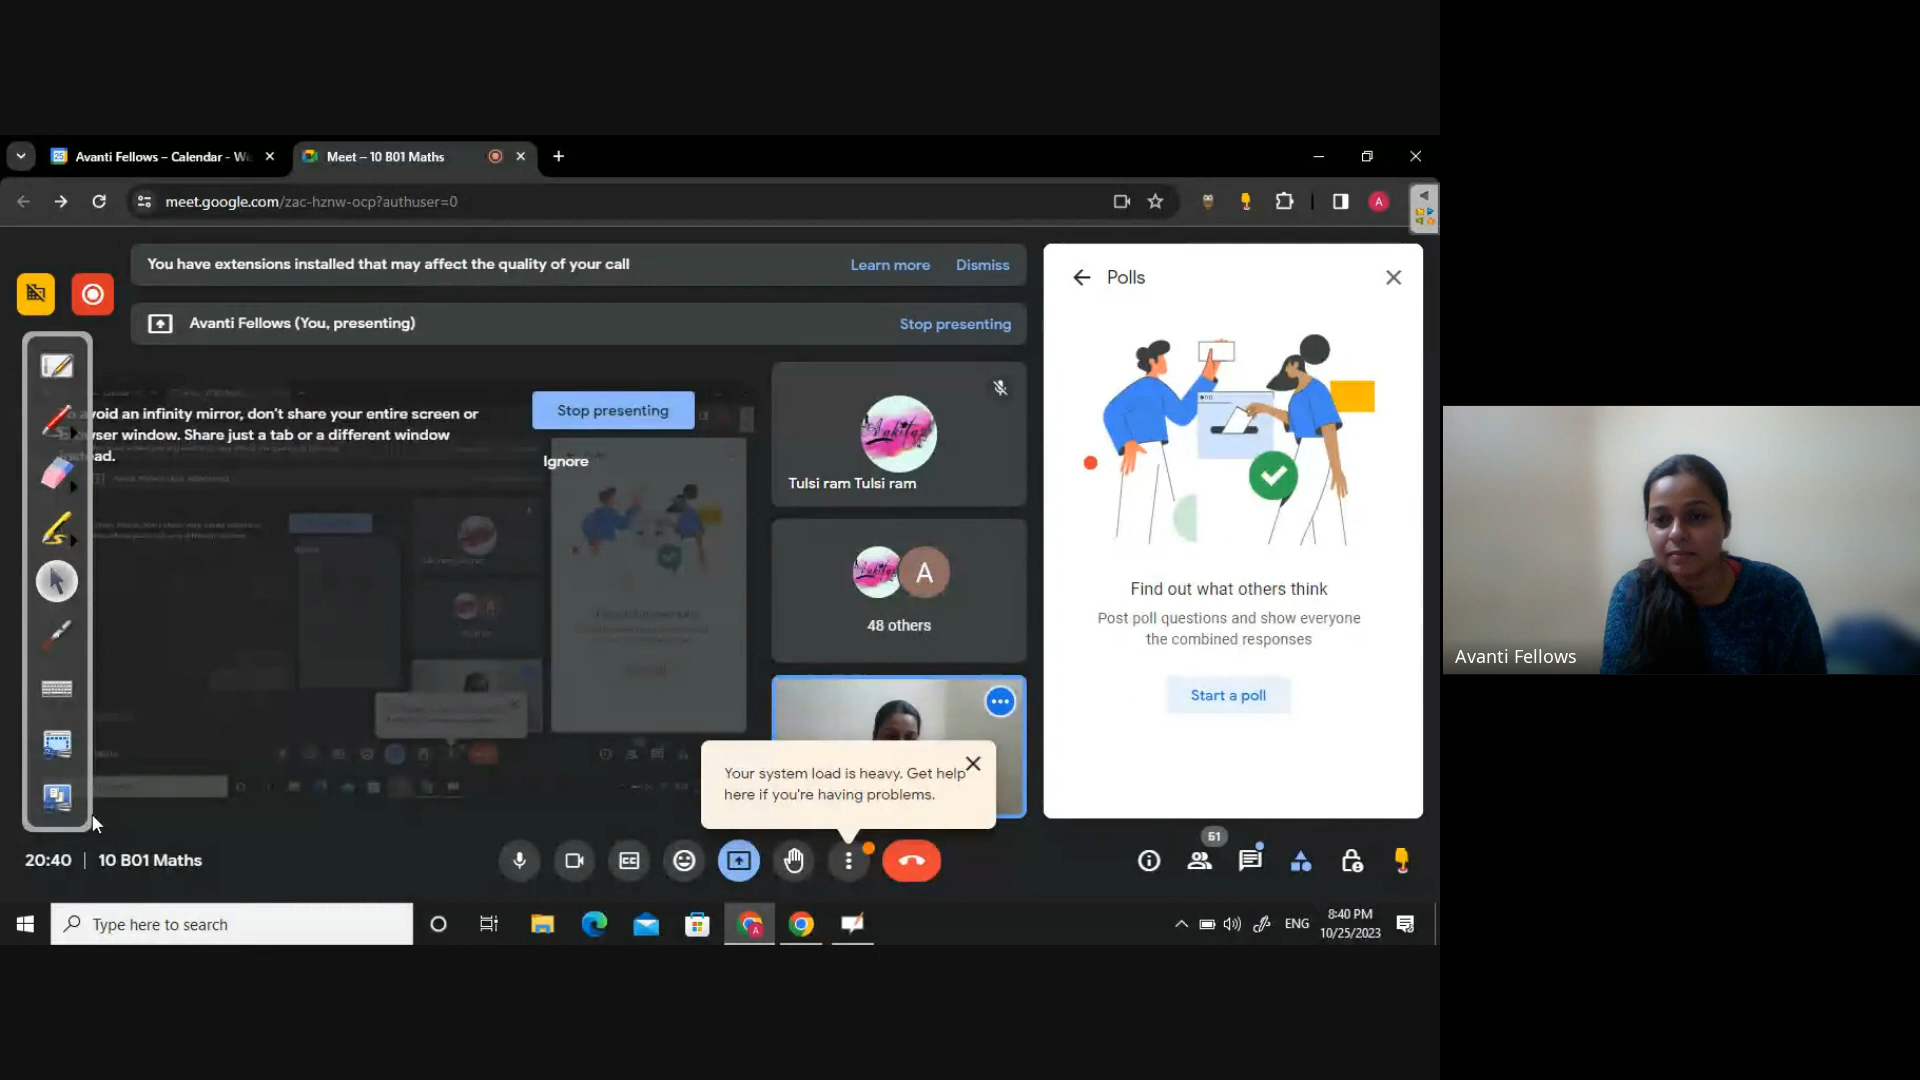 Avanti Fellows – Calendar - We
Meet – 10 B01 Maths
meet.google.com/zac-hznw-ocp?authuser=0
A
You have extensions installed that may affect the quality of your call
Learn more
Dismiss
Avanti Fellows (You, presenting)
Stop presenting
avoid an infinity mirror, don't share your entire screen or
window. Share just a tab or a different window
Stop presenting
Ignore
Tulsi ram Tulsi ram
A
48 others
Your system load is heavy. Get help
here if you're having problems.
Polls
Find out what others think
Post poll questions and show everyone
the combined responses
Start a poll
Avanti Fellows
20:40 | 10 B01 Maths
51
Type here to search
ENG
8:40 PM
10/25/2023